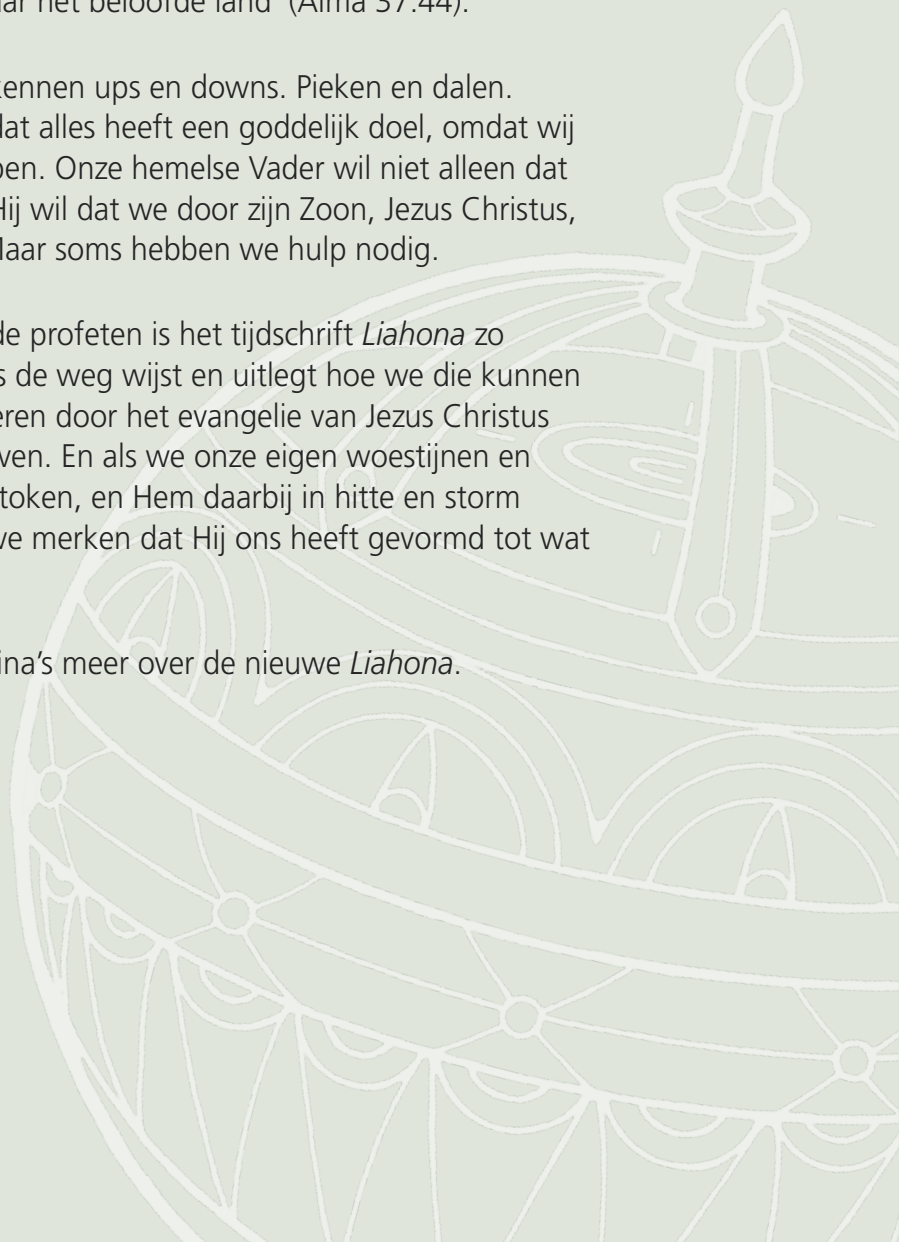 het beloofde land" (Alma 37:44).
kennen ups en downs. Pieken en dalen.
dat alles heeft een goddelijk doel, omdat wij
pen. Onze hemelse Vader wil niet alleen dat
Hij wil dat we door zijn Zoon, Jezus Christus,
Maar soms hebben we hulp nodig.
de profeten is het tijdschrift Liahona zo
s de weg wijst en uitlegt hoe we die kunnen
eren door het evangelie van Jezus Christus
ven. En als we onze eigen woestijnen en
token, en Hem daarbij in hitte en storm
we merken dat Hij ons heeft gevormd tot wat
ina's meer over de nieuwe Liahona.